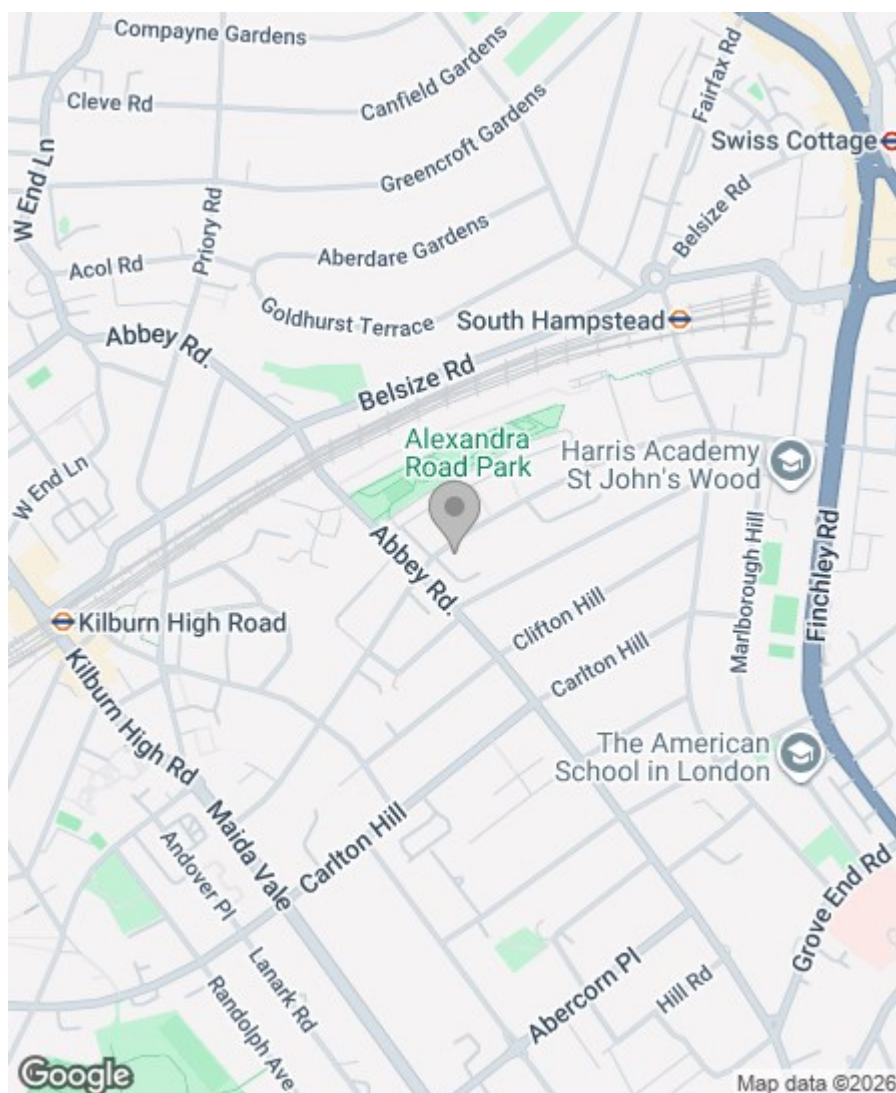 Compayne Gardens
Fairfax Rd
Cleve Rd
Canfield Gardens
Swiss Cottage
Greencroft Gardens
W End Ln
Priory Rd
Belsize Rd
Aberdare Gardens
Acol Rd
Goldhurst Terrace
South Hampstead
Abbey Rd.
Belsize Rd
Alexandra
Road Park
Harris Academy
St John's Wood
W End Ln
Abbey Rd.
Marlborough Hill
Finchley Rd
Kilburn High Road
Clifton Hill
Carlton Hill
Kilburn High Rd
The American
School in London
Maida Vale
Carlton Hill
Andover Pl
Grove End Rd
Abercorn Pl
Hill Rd
Lanark Rd
Randolph Ave
Google
Map data ©2026